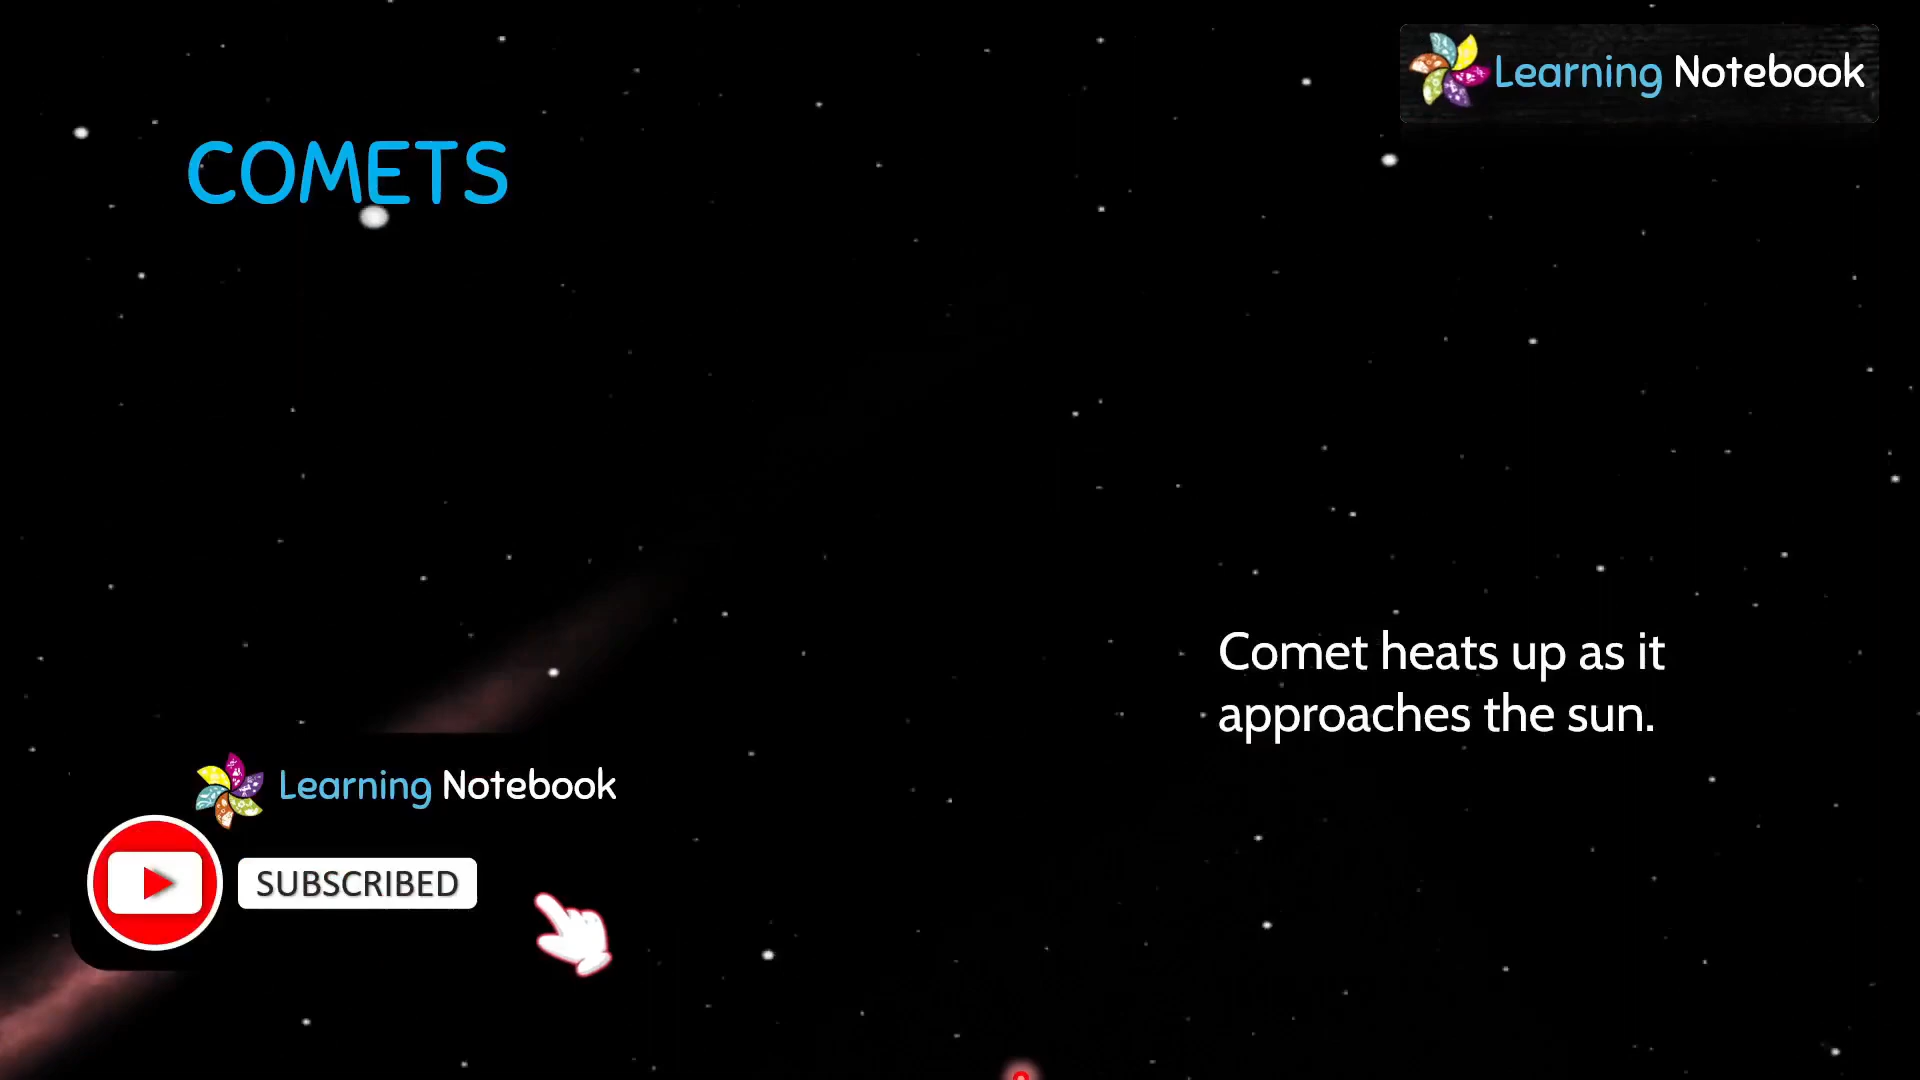 Learning Notebook
COMETS
Comet heats up as it
approaches the sun.
Learning Notebook
SUBSCRIBED